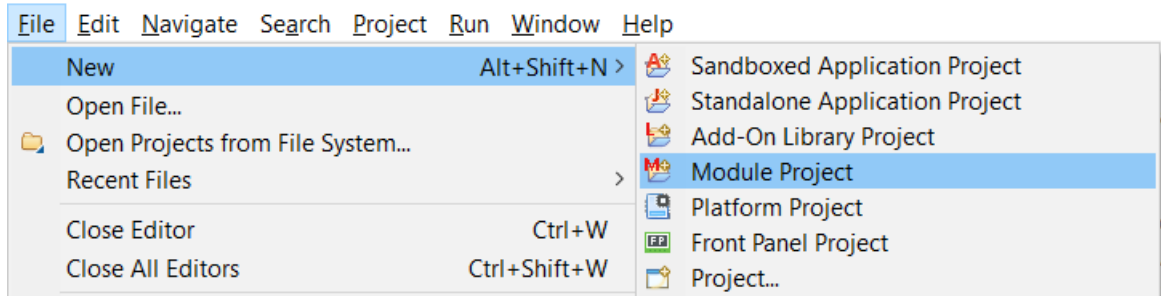 File Edit Navigate Search Project Run Window Help
New Alt+Shift+N >
Open File...
Open Projects from File System...
Recent Files >
Close Editor Ctrl+W
Close All Editors Ctrl+Shift+W
Sandboxed Application Project
Standalone Application Project
Add-On Library Project
Module Project
Platform Project
FP Front Panel Project
Project...